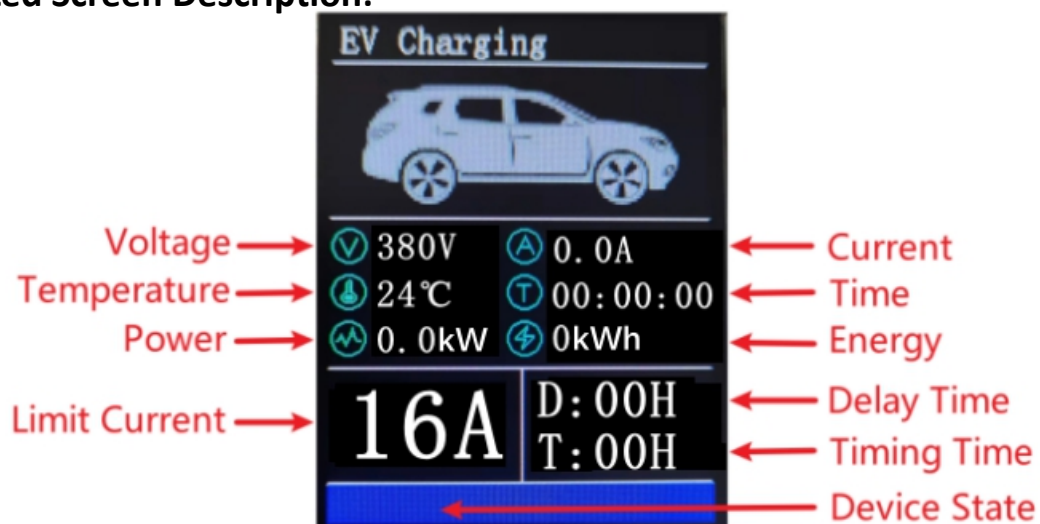 Screen Description:
EV Charging
Voltage 380V 0.0A Current
Temperature 24℃ 00:00:00 Time
Power 0.0kW 0kWh Energy
Limit Current 16A D:00H Delay Time
T:00H Timing Time
Device State